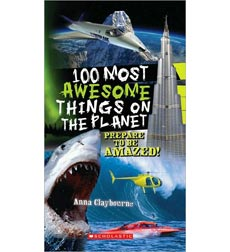 100 MOST
AWESOME
THINGS ON
THE PLANET
PREPARE TO BE
AMAZED!
Anna Claybourne
SCHOLASTIC